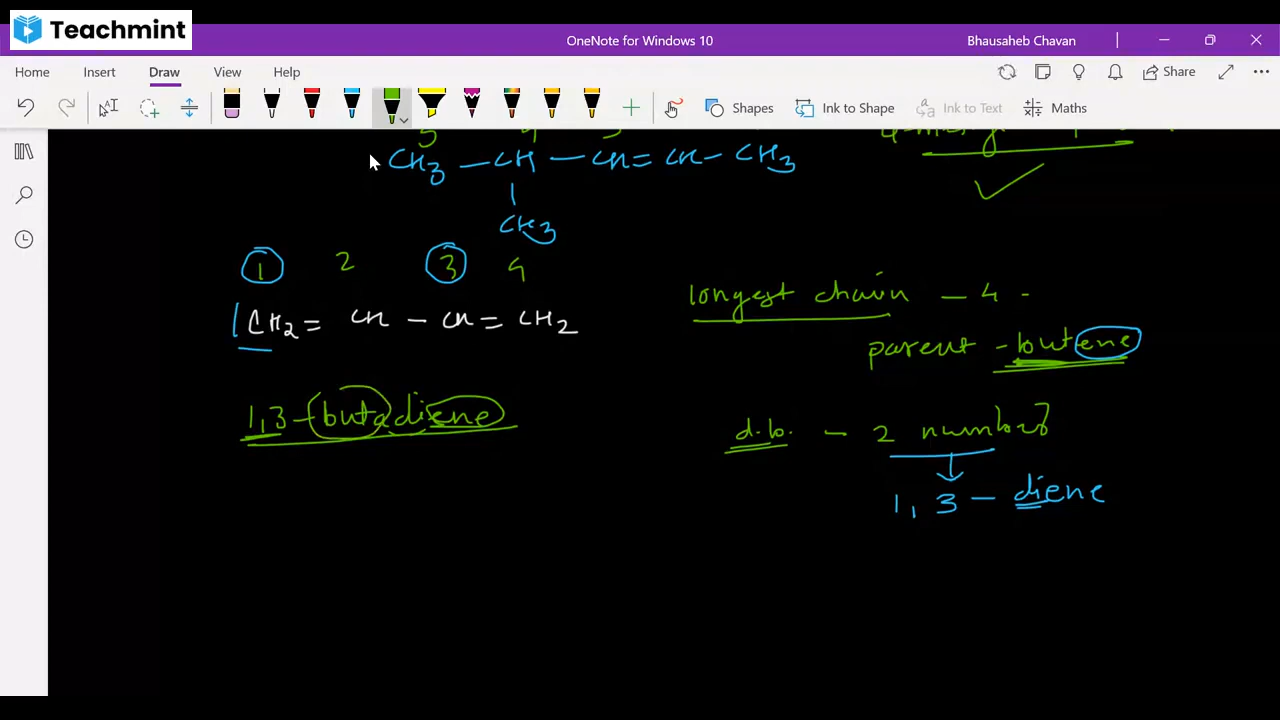 Teachmint
OneNote for Windows 10
Bhausaheb Chavan
Home Insert Draw View Help
Share
Shapes Ink to Shape Ink to Text Maths
CH3 — CH — CH = CH — CH3
CH3
1 2 3 4
CH2 = CH — CH = CH2
longest chain — 4 -
parent - butene
1,3 - butadiene
d.b. — 2 number
1, 3 — diene